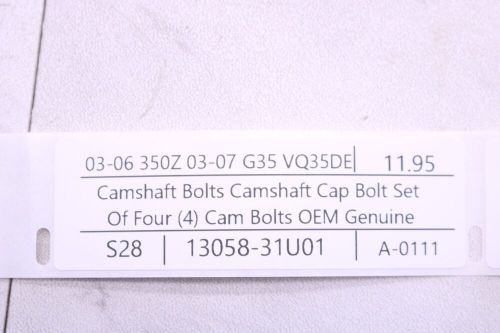 03-06 350Z 03-07 G35 VQ35DE 11.95
Camshaft Bolts Camshaft Cap Bolt Set
Of Four (4) Cam Bolts OEM Genuine
S28 13058-31U01 A-0111